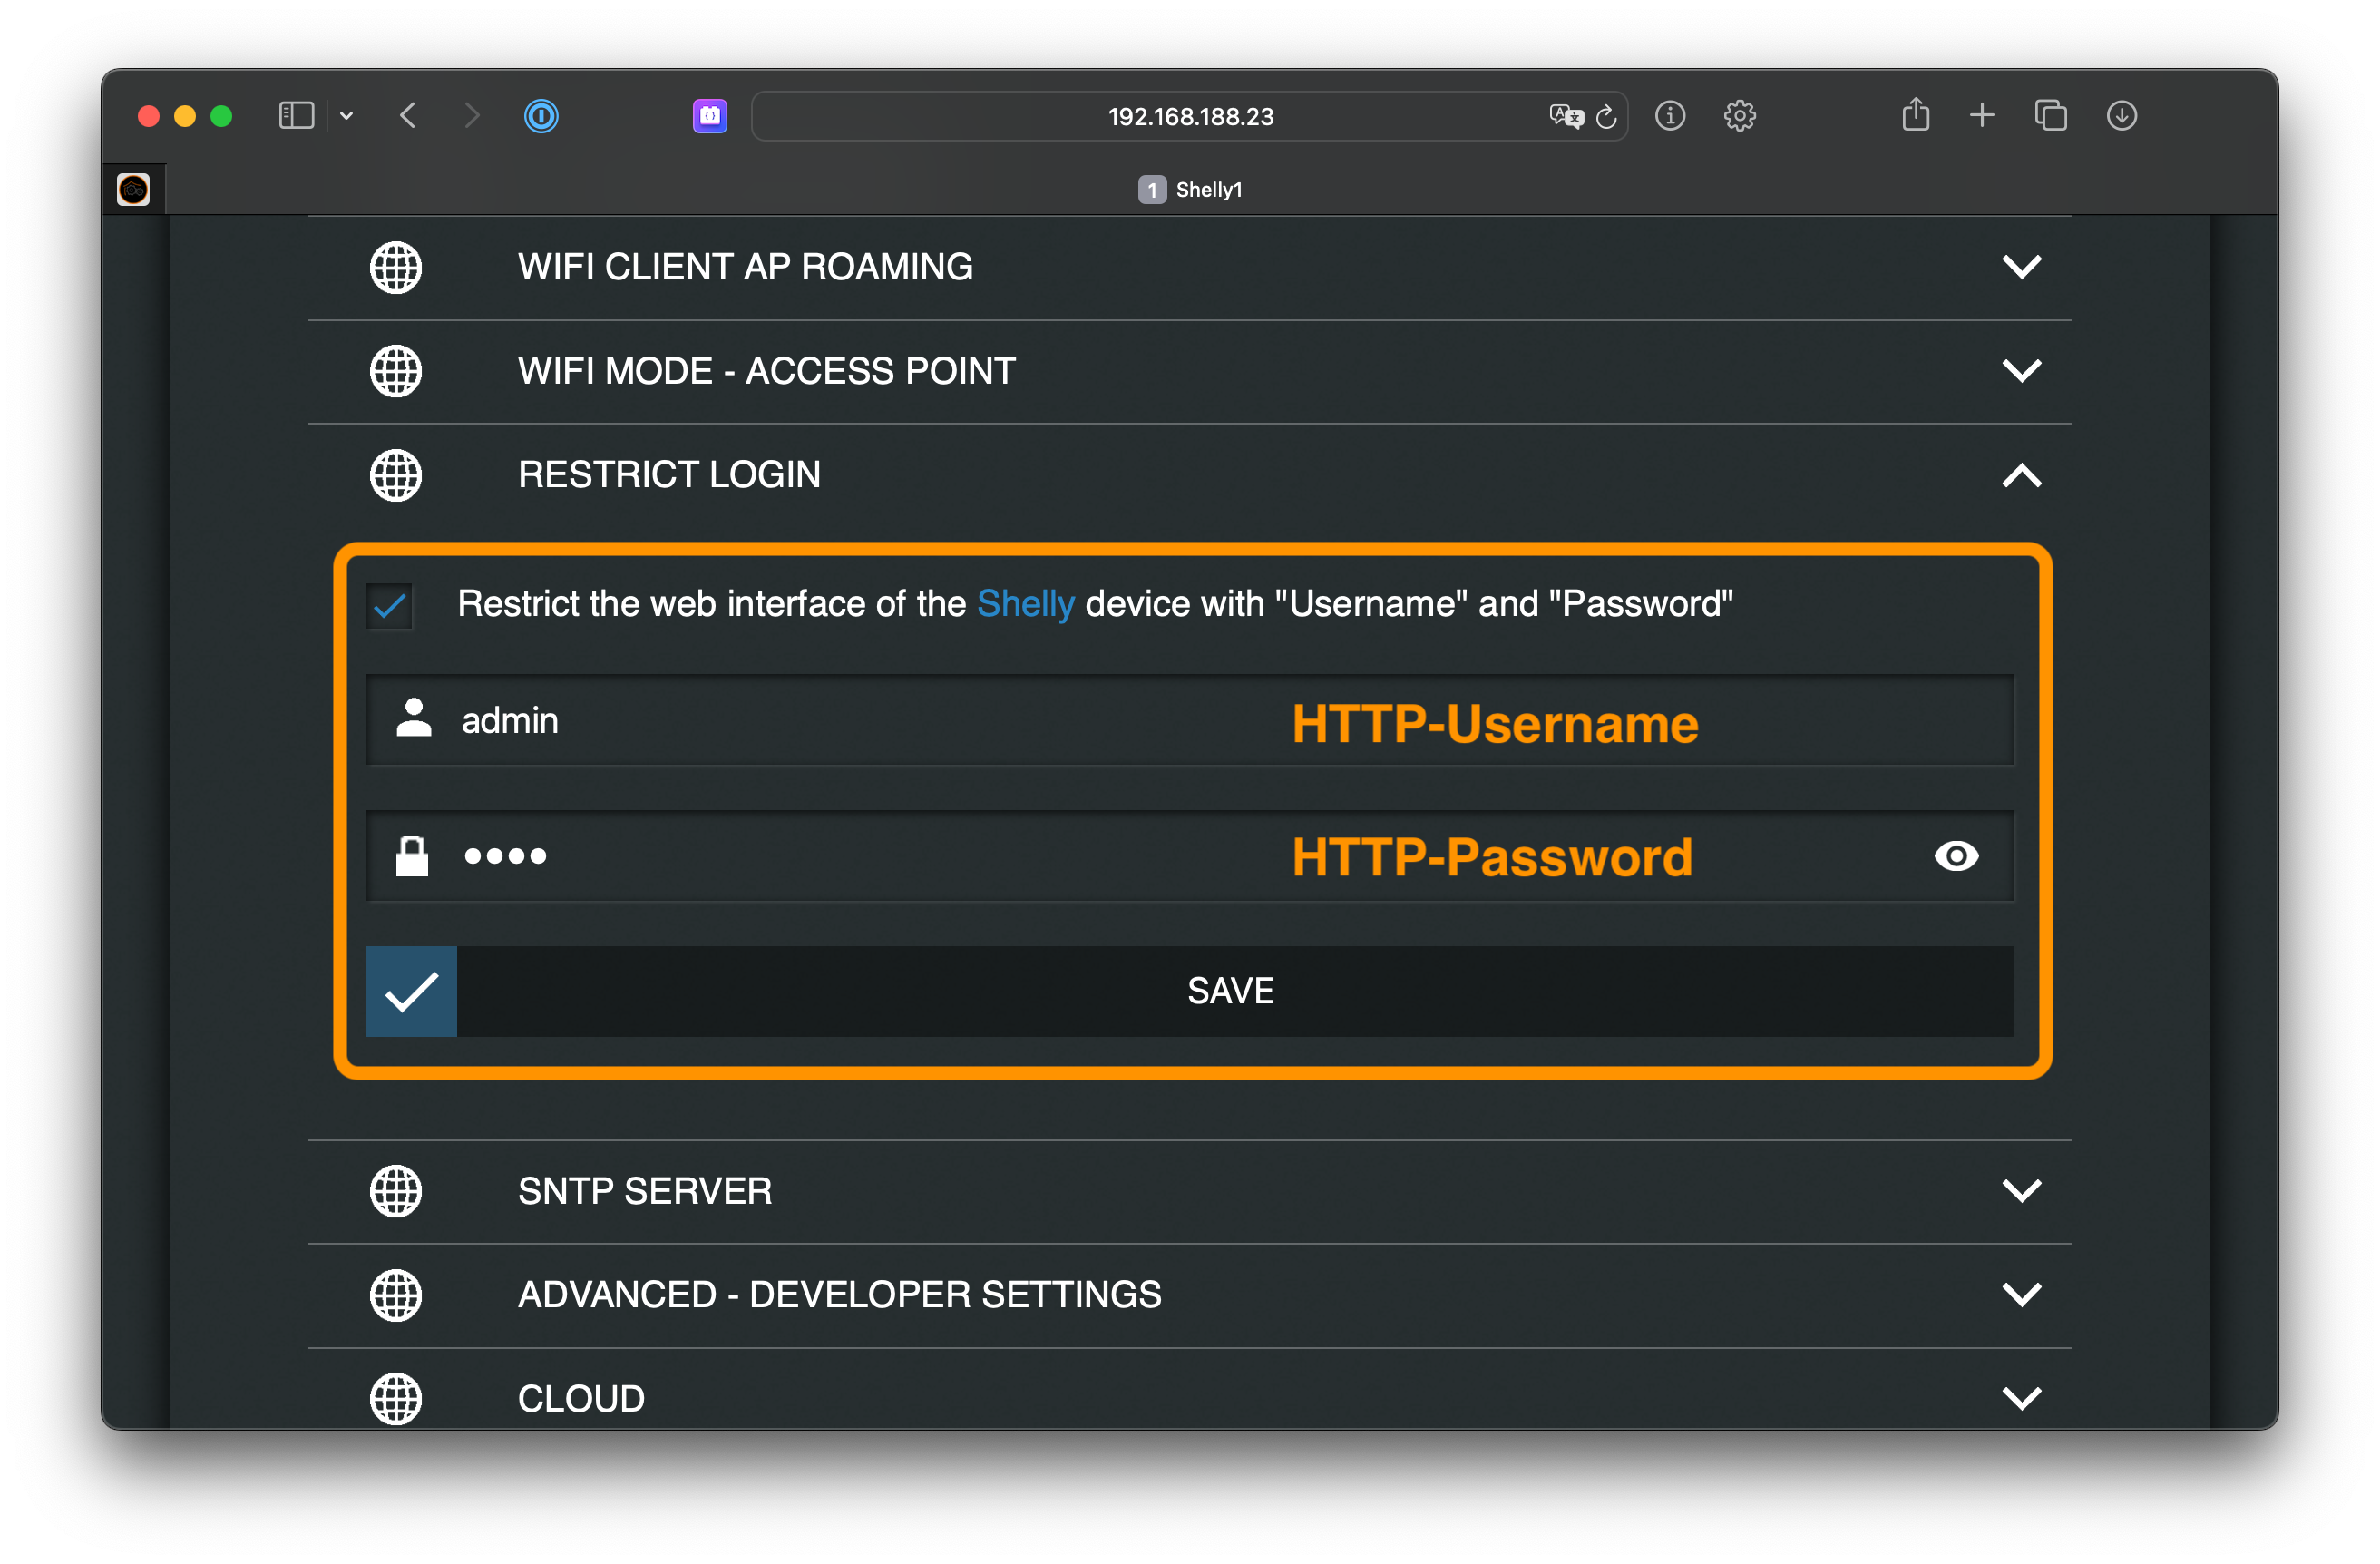 192.168.188.23
1 Shelly1
WIFI CLIENT AP ROAMING
WIFI MODE - ACCESS POINT
RESTRICT LOGIN
Restrict the web interface of the Shelly device with "Username" and "Password"
admin HTTP-Username
•••• HTTP-Password
SAVE
SNTP SERVER
ADVANCED - DEVELOPER SETTINGS
CLOUD